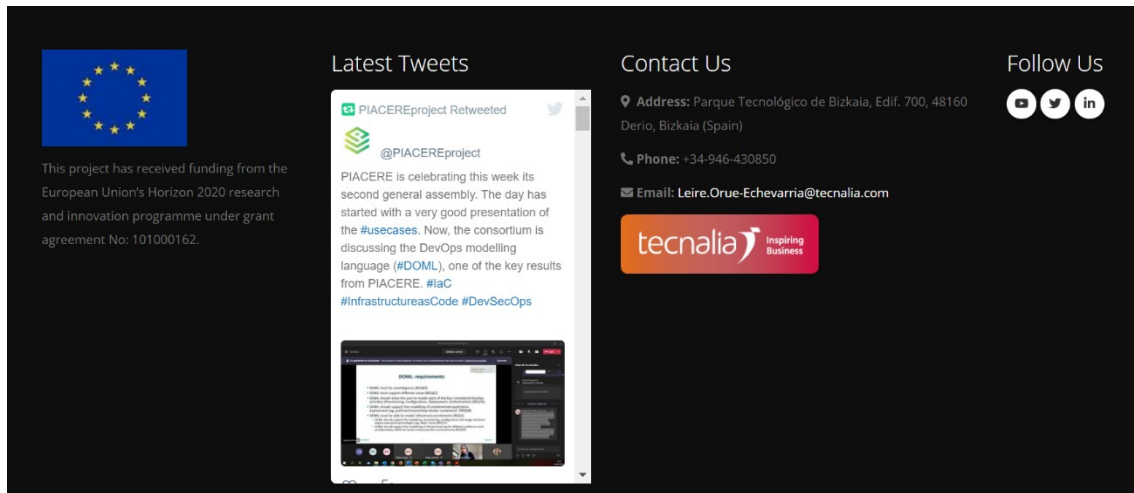 This project has received funding from the
European Union's Horizon 2020 research
and innovation programme under grant
agreement No: 101000162.
Latest Tweets
PIACEREproject Retweeted
@PIACEREproject
PIACERE is celebrating this week its
second general assembly. The day has
started with a very good presentation of
the #usecases. Now, the consortium is
discussing the DevOps modelling
language (#DOML), one of the key results
from PIACERE. #IaC
#InfrastructureasCode #DevSecOps
DOML: requirements
Contact Us
Address: Parque Tecnológico de Bizkaia, Edif. 700, 48160
Derio, Bizkaia (Spain)
Phone: +34-946-430850
Email: Leire.Orue-Echevarria@tecnalia.com
tecnalia Inspiring
Business
Follow Us
in